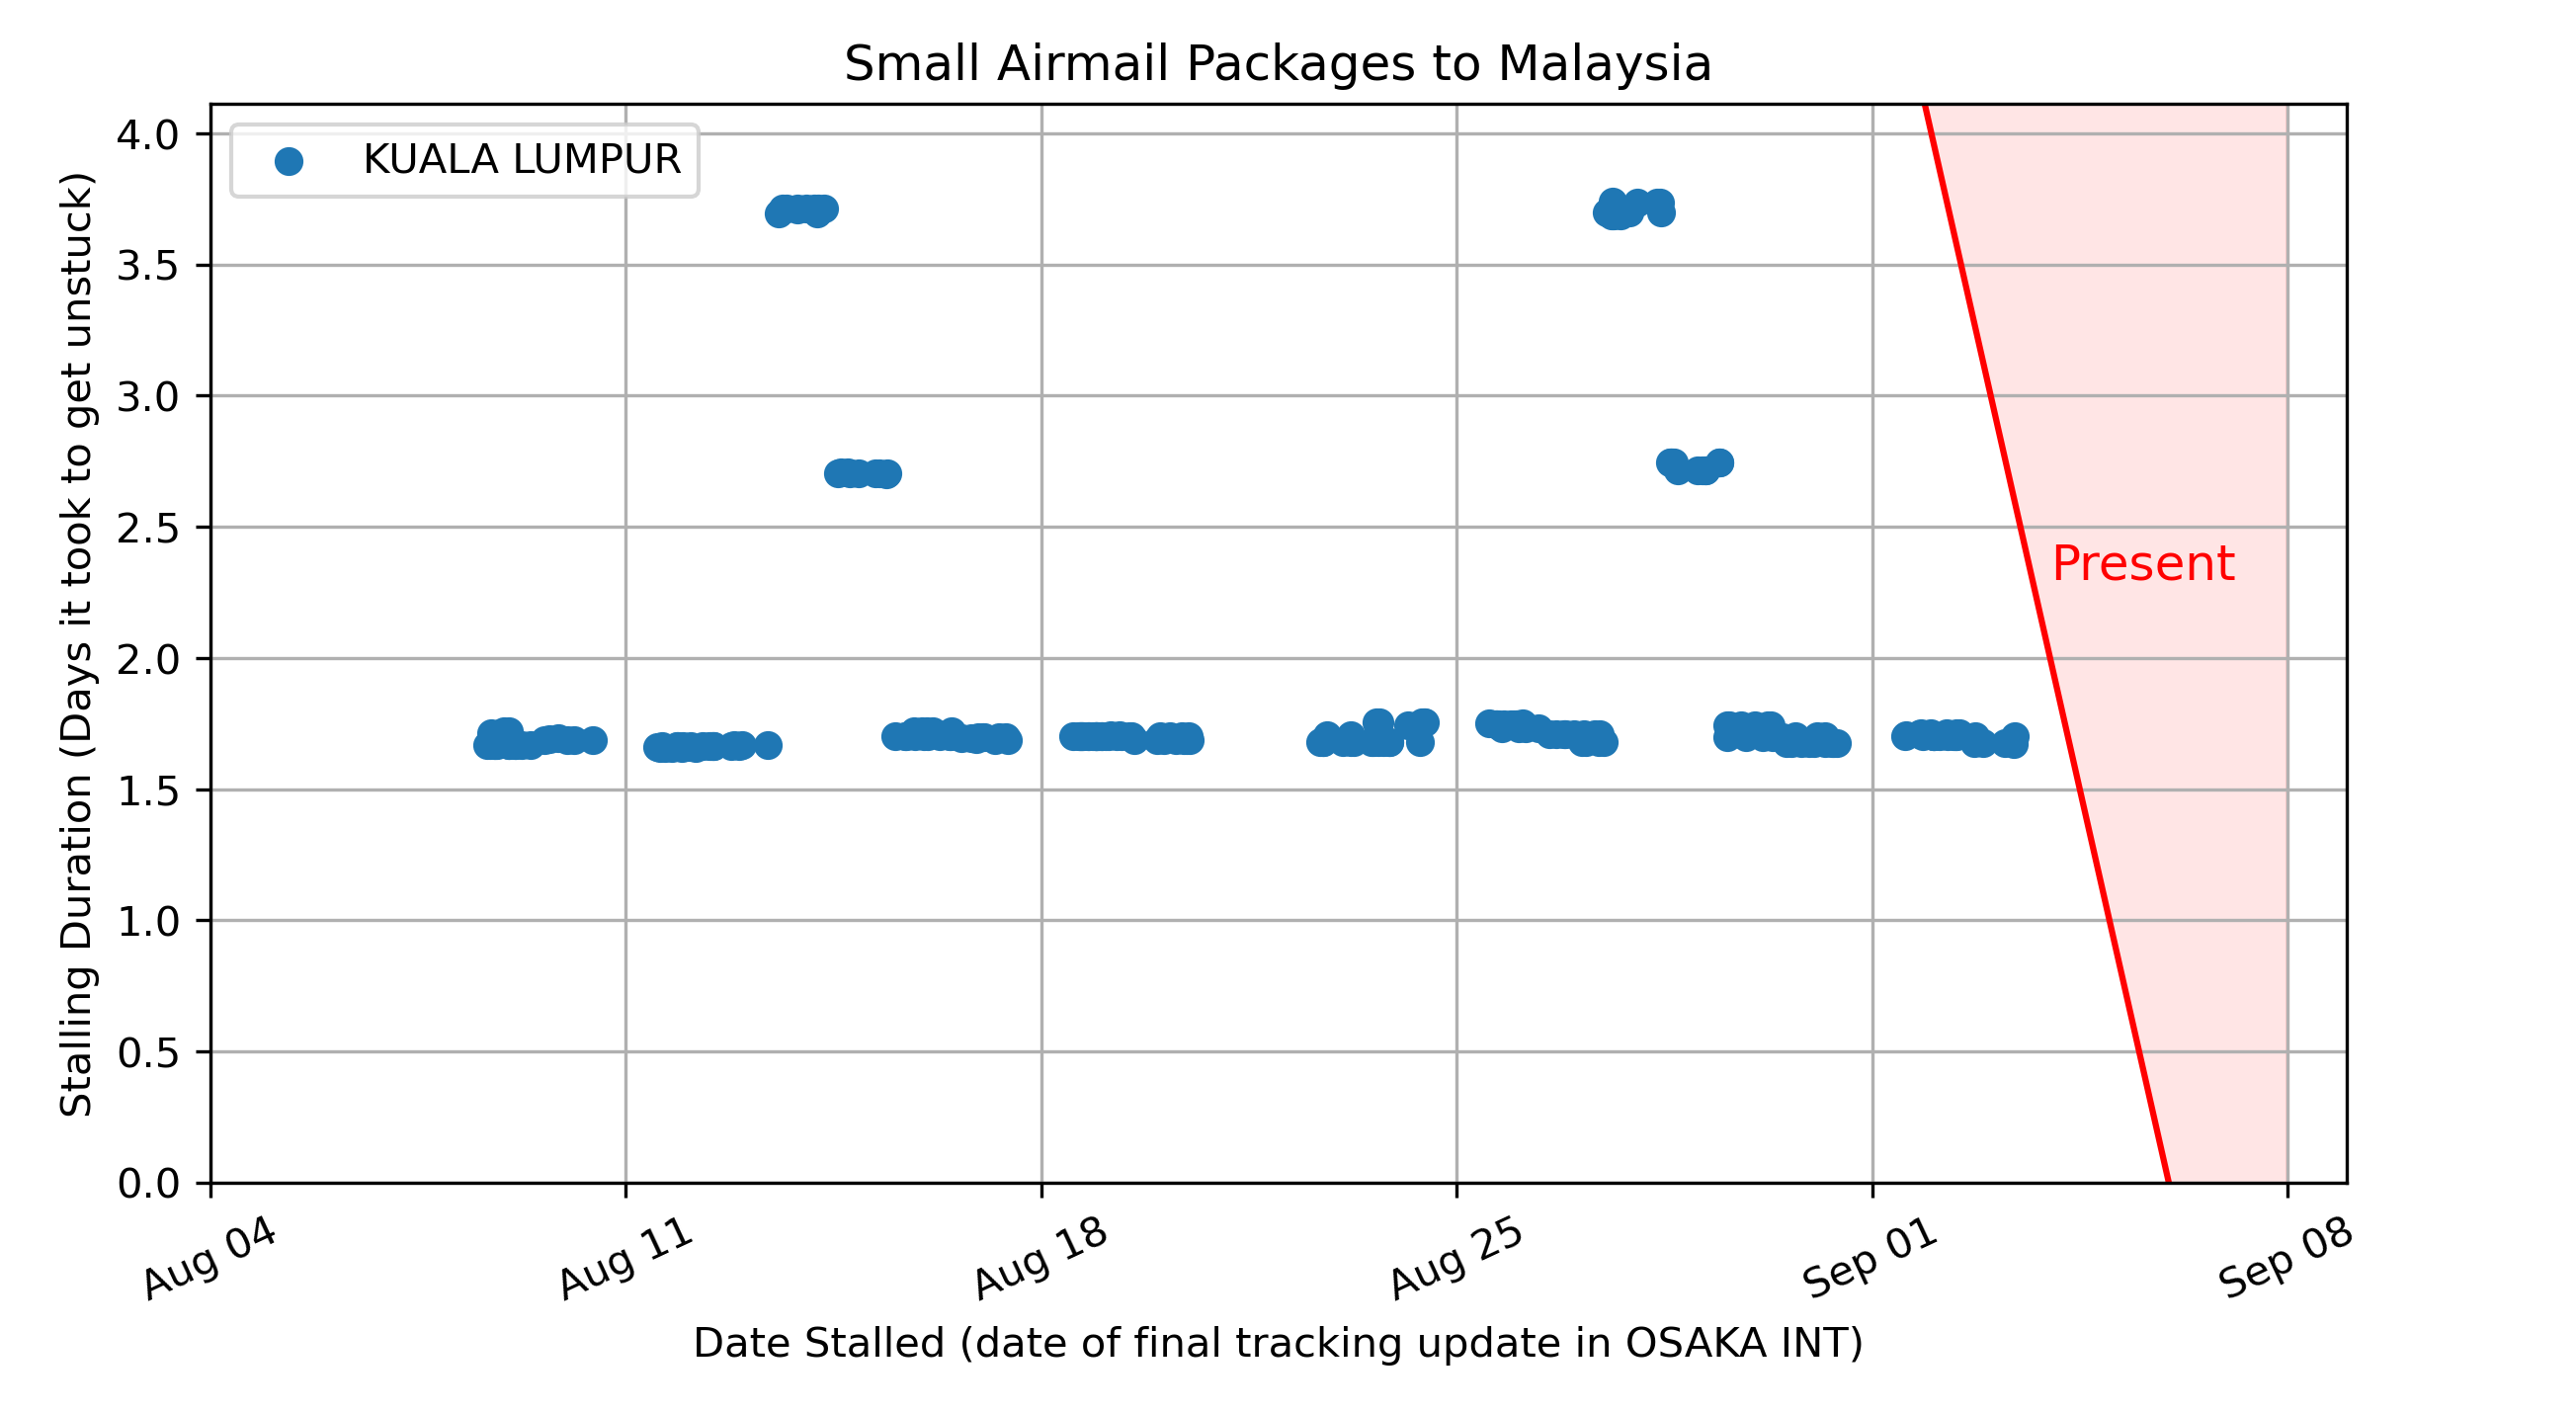 Small Airmail Packages to Malaysia
KUALA LUMPUR
Stalling Duration (Days it took to get unstuck)
4.0
3.5
3.0
2.5
2.0
1.5
1.0
0.5
0.0
Present
Aug 04
Aug 11
Aug 18
Aug 25
Sep 01
Sep 08
Date Stalled (date of final tracking update in OSAKA INT)